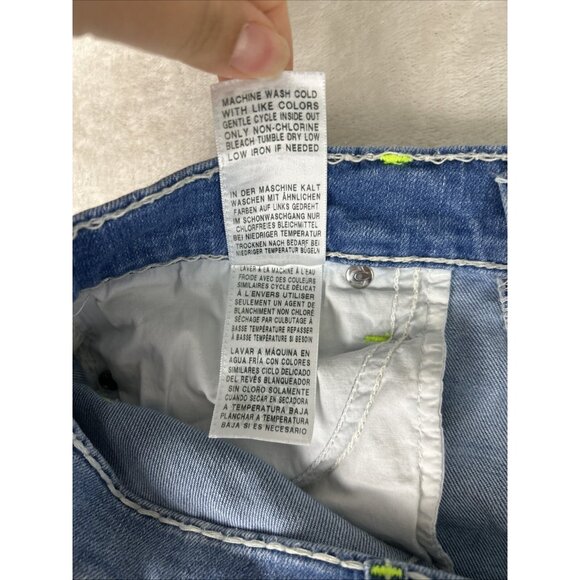 MACHINE WASH COLD
WITH LIKE COLORS
GENTLE CYCLE INSIDE OUT
ONLY NON-CHLORINE
BLEACH TUMBLE DRY LOW
LOW IRON IF NEEDED
IN DER MASCHINE KALT
WASCHEN MIT ÄHNLICHEN
FARBEN AUF LINKS GEDREHT
IM SCHONWASCHGANG NUR
CHLORFREIES BLEICHMITTEL
BEI NIEDRIGER TEMPERATUR
TROCKNEN NACH BEDARF BEI
NIEDRIGER TEMPERATUR BÜGELN
LAVER À EN MACHINE À L'EAU
FROIDE AVEC DES COULEURS
SIMILAIRES CYCLE DÉLICAT
À L'ENVERS UTILISER
SEULEMENT UN AGENT DE
BLANCHIMENT NON CHLORÉ
SÉCHAGE PAR CULBUTAGE À
BASSE TEMPÉRATURE REPASSER
À BASSE TEMPÉRATURE SI BESOIN
LAVAR A MÁQUINA EN
AGUA FRÍA CON COLORES
SIMILARES CICLO DELICADO
DEL REVÉS BLANQUEADOR
SIN CLORO SOLAMENTE
CUANDO SECAR EN SECADORA
A TEMPERATURA BAJA
PLANCHAR A TEMPERATURA
BAJA SI ES NECESARIO